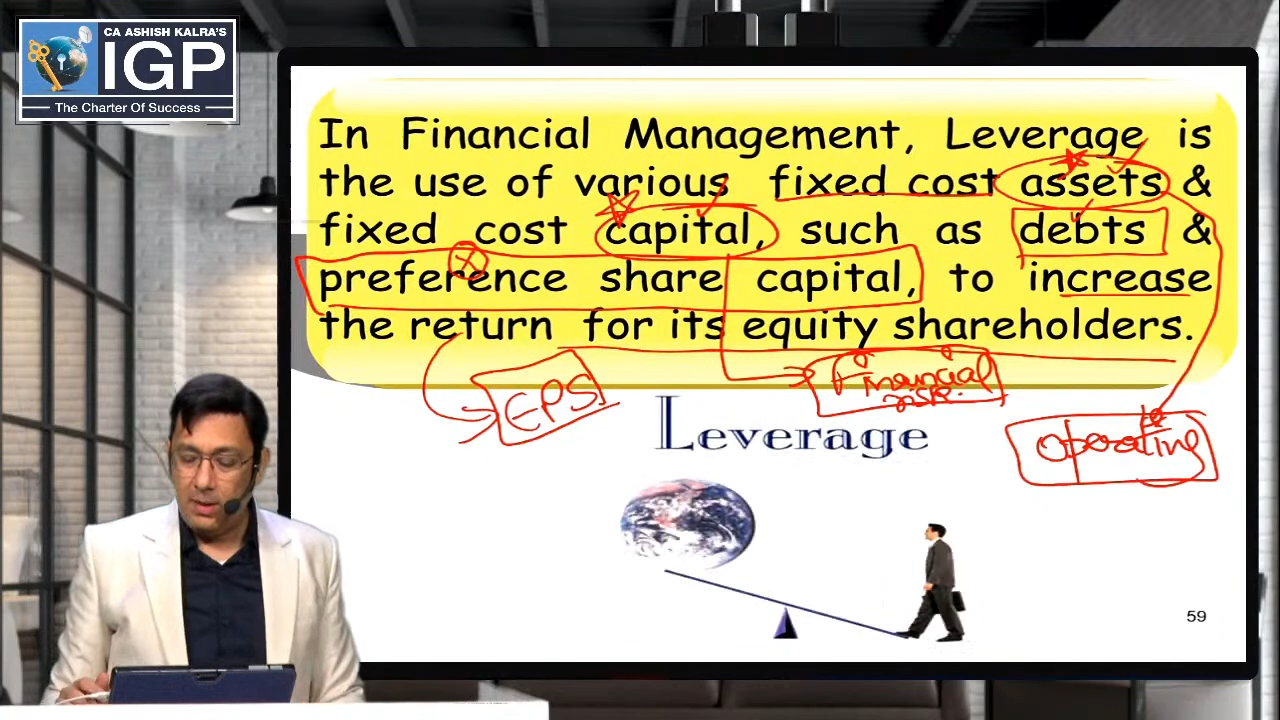 CA ASHISH KALRA'S
IGP
The Charter Of Success
In Financial Management, Leverage is
the use of various fixed cost assets &
fixed cost capital, such as debts &
preference share capital, to increase
the return for its equity shareholders.
EPS
Financial
risk.
operating
Leverage
59